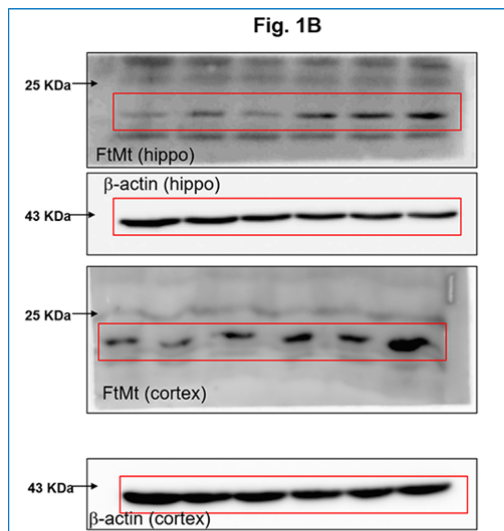 Fig. 1B
25 KDa
FtMt (hippo)
β-actin (hippo)
43 KDa
25 KDa
FtMt (cortex)
43 KDa
β-actin (cortex)